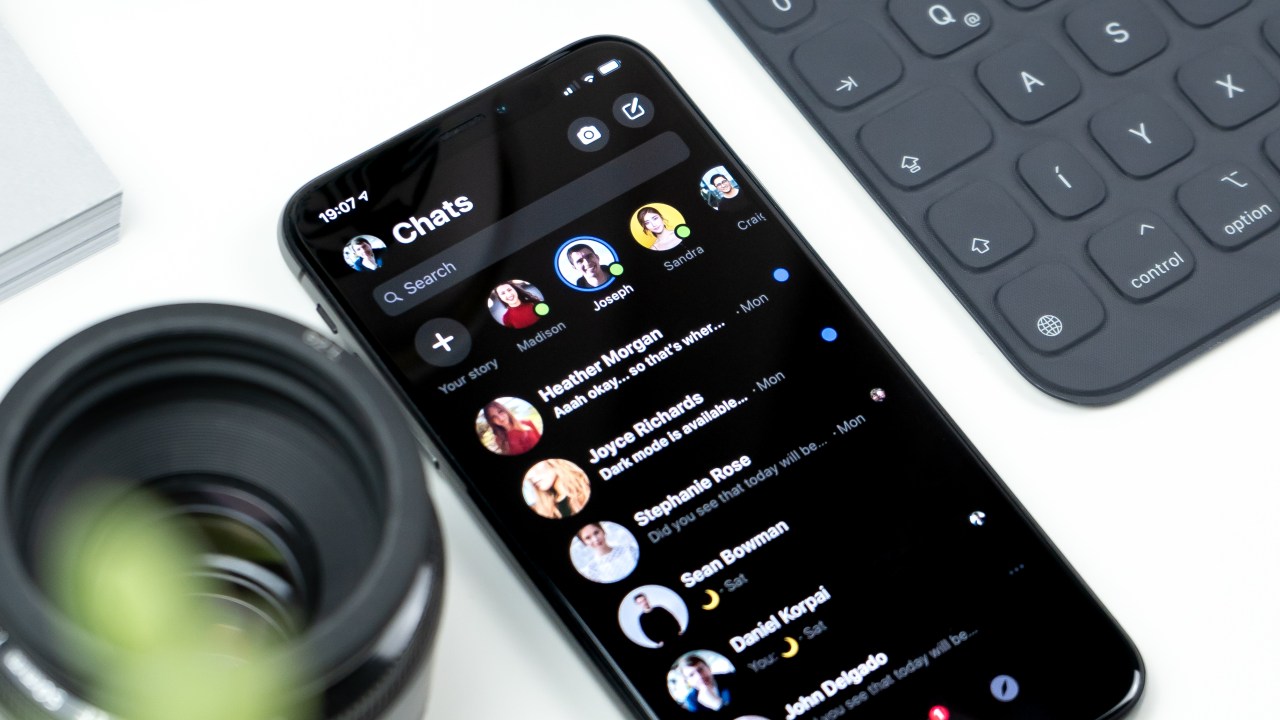 19:07
Chats
Search
Your story
Madison
Joseph
Sandra
Heather Morgan
Aaah okay... so that's wher... · Mon
Joyce Richards
Dark mode is available... · Mon
Stephanie Rose
Did you see that today will be... · Mon
Sean Bowman
🌙 · Sat
Daniel Korpai
You: 🌙 · Sat
John Delgado
you see that today will be...
1
Q @
S
A
X
Y
Í
option
control